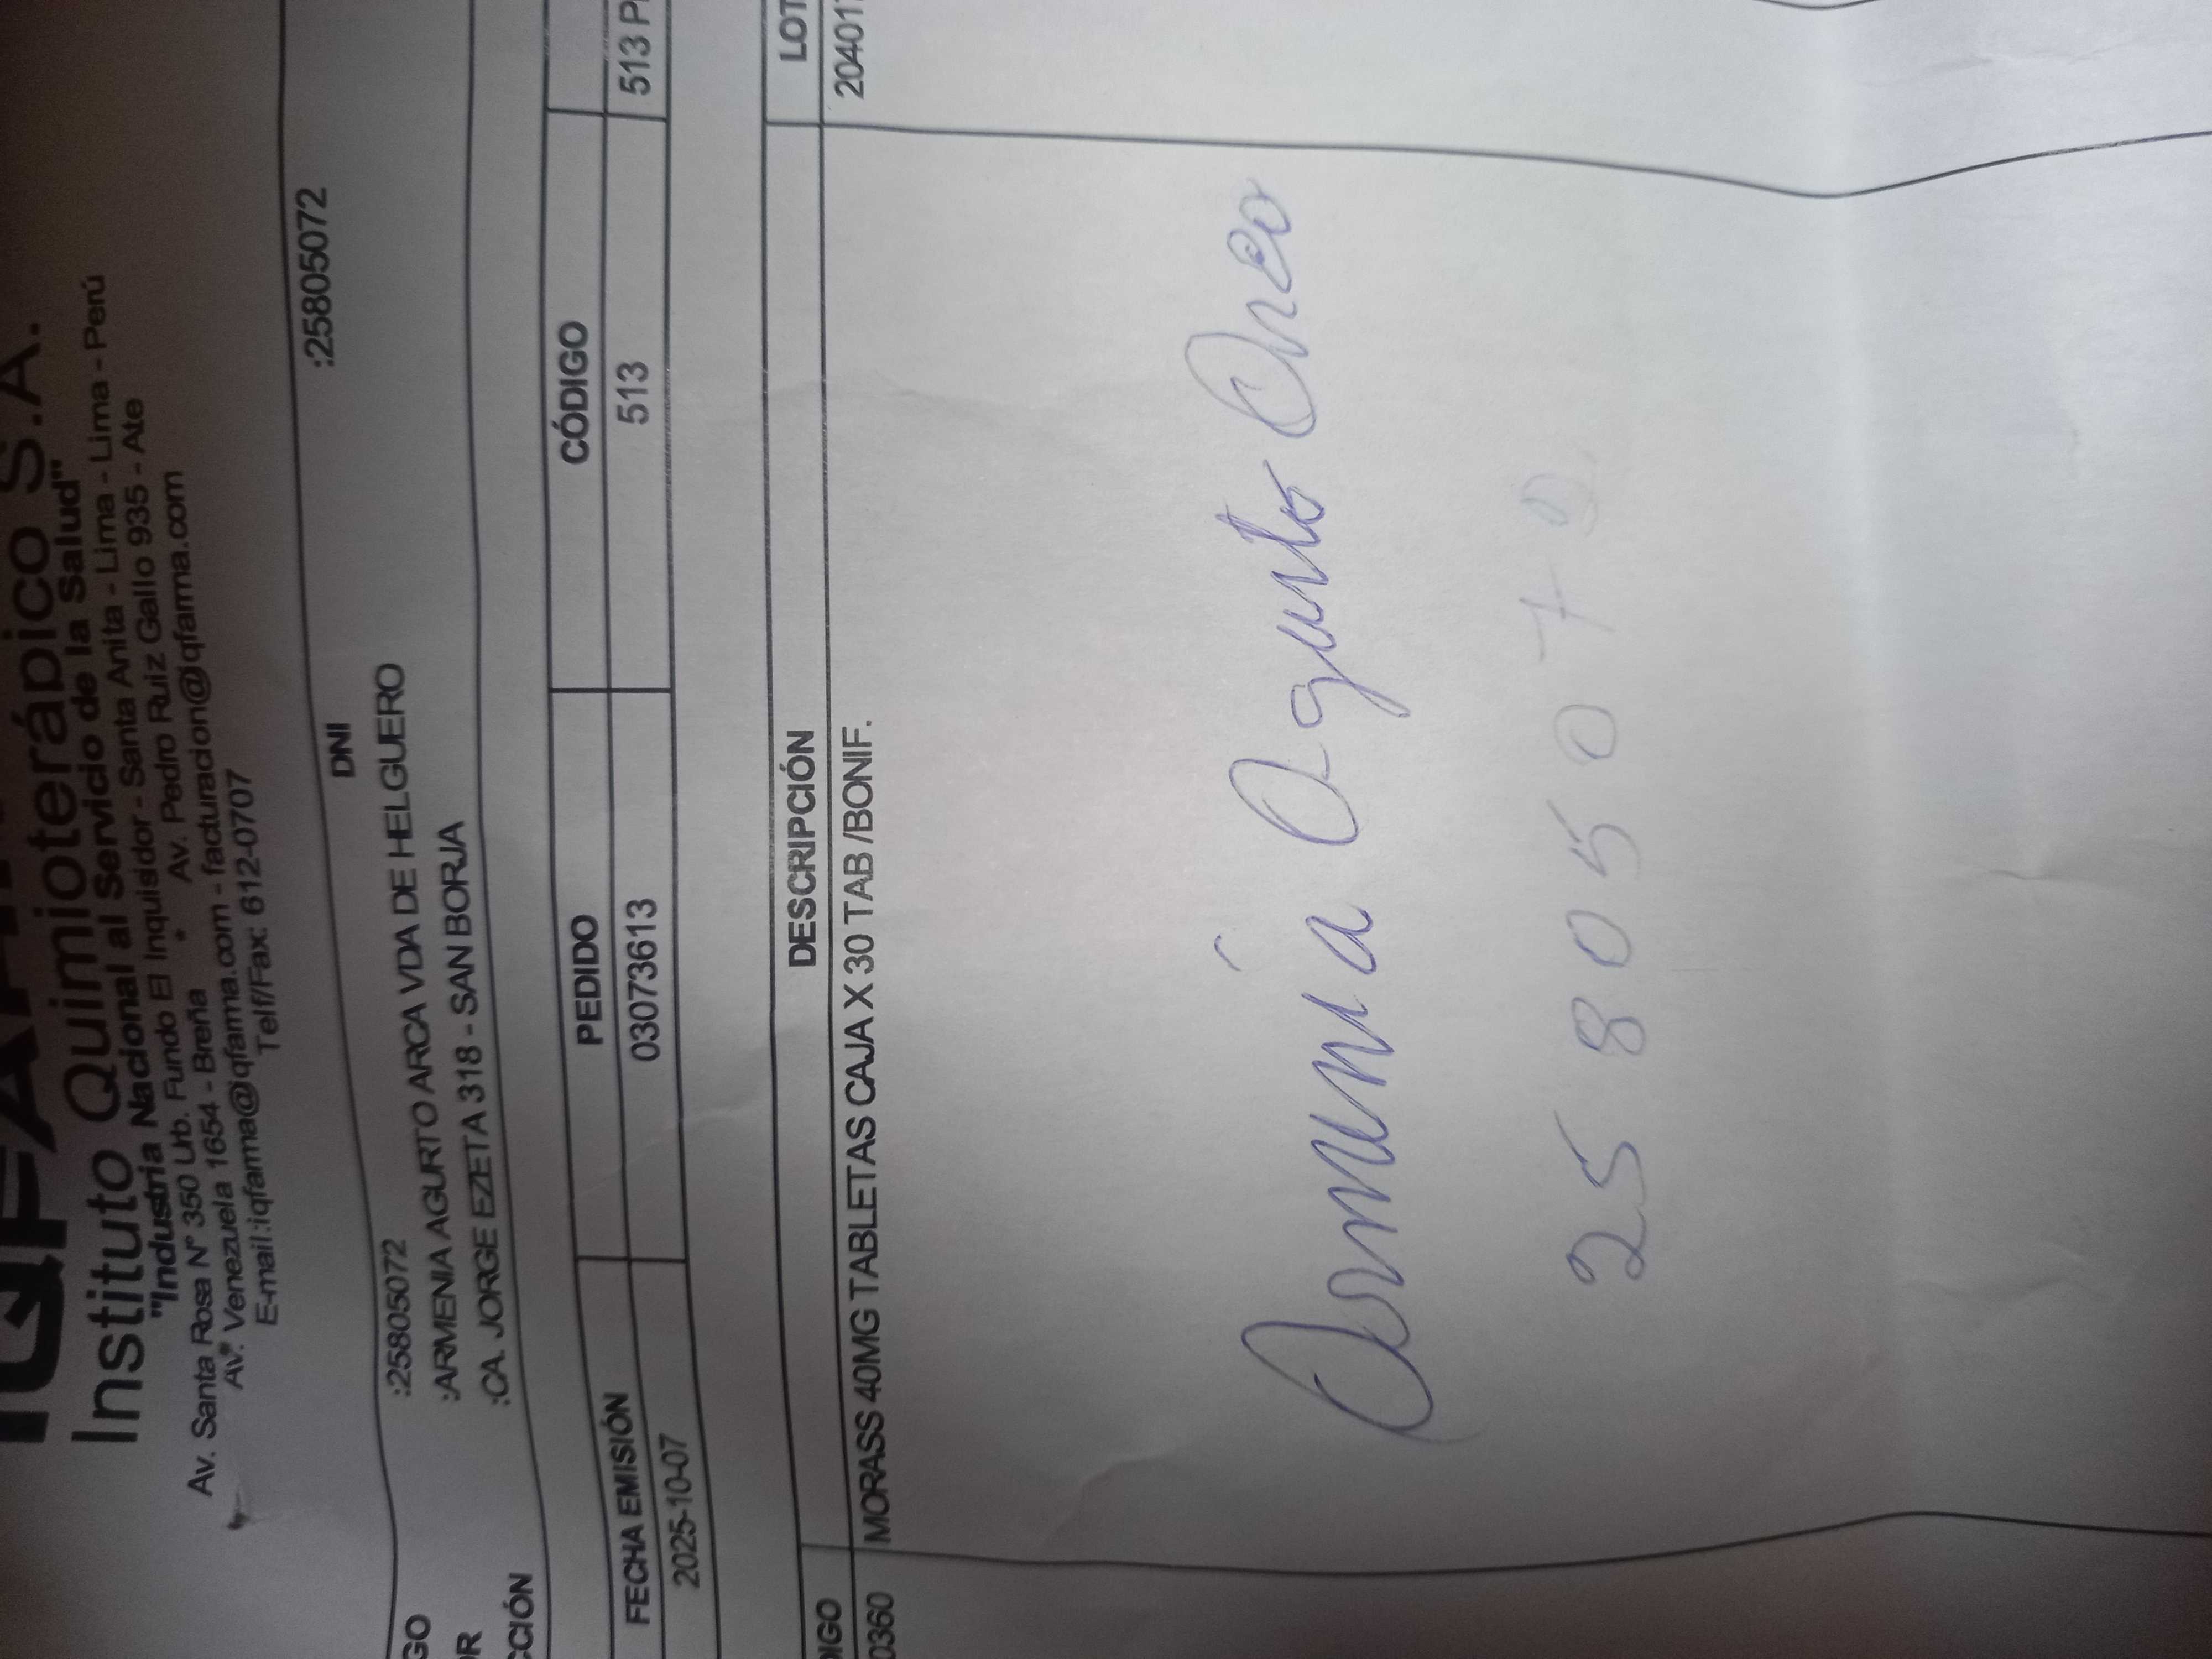 Instituto Quimioterápico S.A.
"Industria Nacional al Servicio de la Salud"
Av. Santa Rosa N° 350 Urb. Fundo El Inquisidor - Santa Anita - Lima - Lima - Perú
Av. Venezuela 1654 - Breña * Av. Pedro Ruiz Gallo 935 - Ate
E-mail:iqfarma@iqfarma.com - facturacion@iqfarma.com
Telf/Fax: 612-0707
DNI :25805072
GO :25805072
OR :ARMENIA AGURTO ARCA VDA DE HELGUERO
CCIÓN :CA. JORGE EZETA 318 - SAN BORJA
FECHA EMISIÓN PEDIDO CÓDIGO
2025-10-07 03073613 513 513 P
DIGO DESCRIPCIÓN LOT
0360 MORASS 40MG TABLETAS CAJA X 30 TAB /BONIF. 20401
Armenia Agurto
2580507